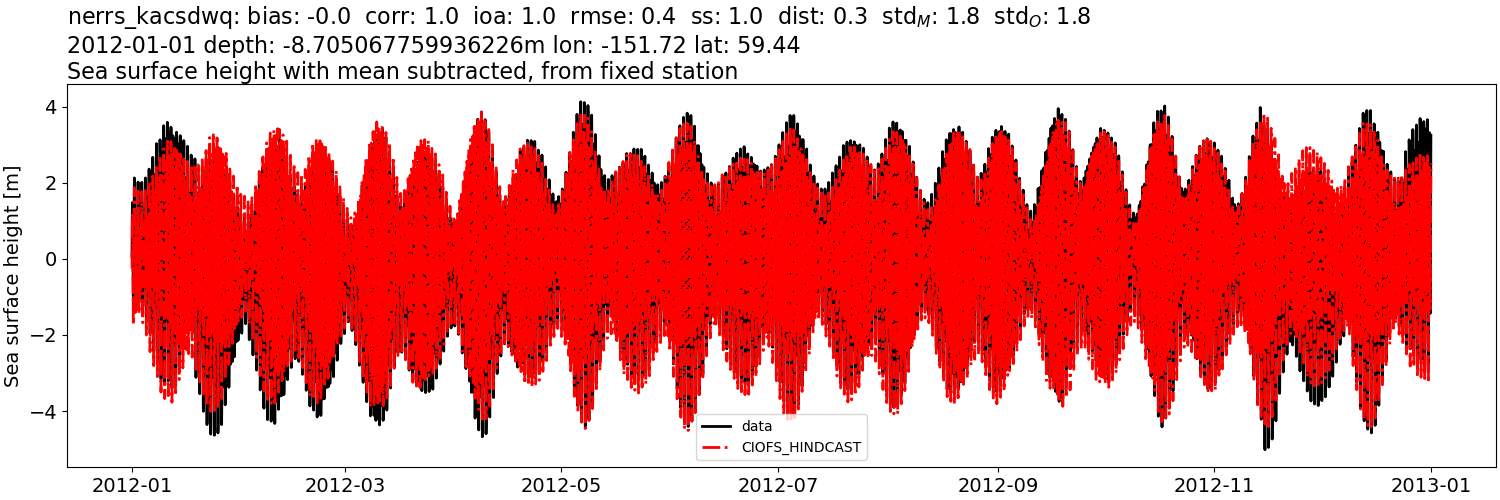 nerrs_kacsdwq: bias: -0.0  corr: 1.0  ioa: 1.0  rmse: 0.4  ss: 1.0  dist: 0.3  std_M: 1.8  std_O: 1.8
2012-01-01 depth: -8.705067759936226m lon: -151.72 lat: 59.44
Sea surface height with mean subtracted, from fixed station
Sea surface height [m]
4
2
0
−2
−4
data
CIOFS_HINDCAST
2012-01 2012-03 2012-05 2012-07 2012-09 2012-11 2013-01